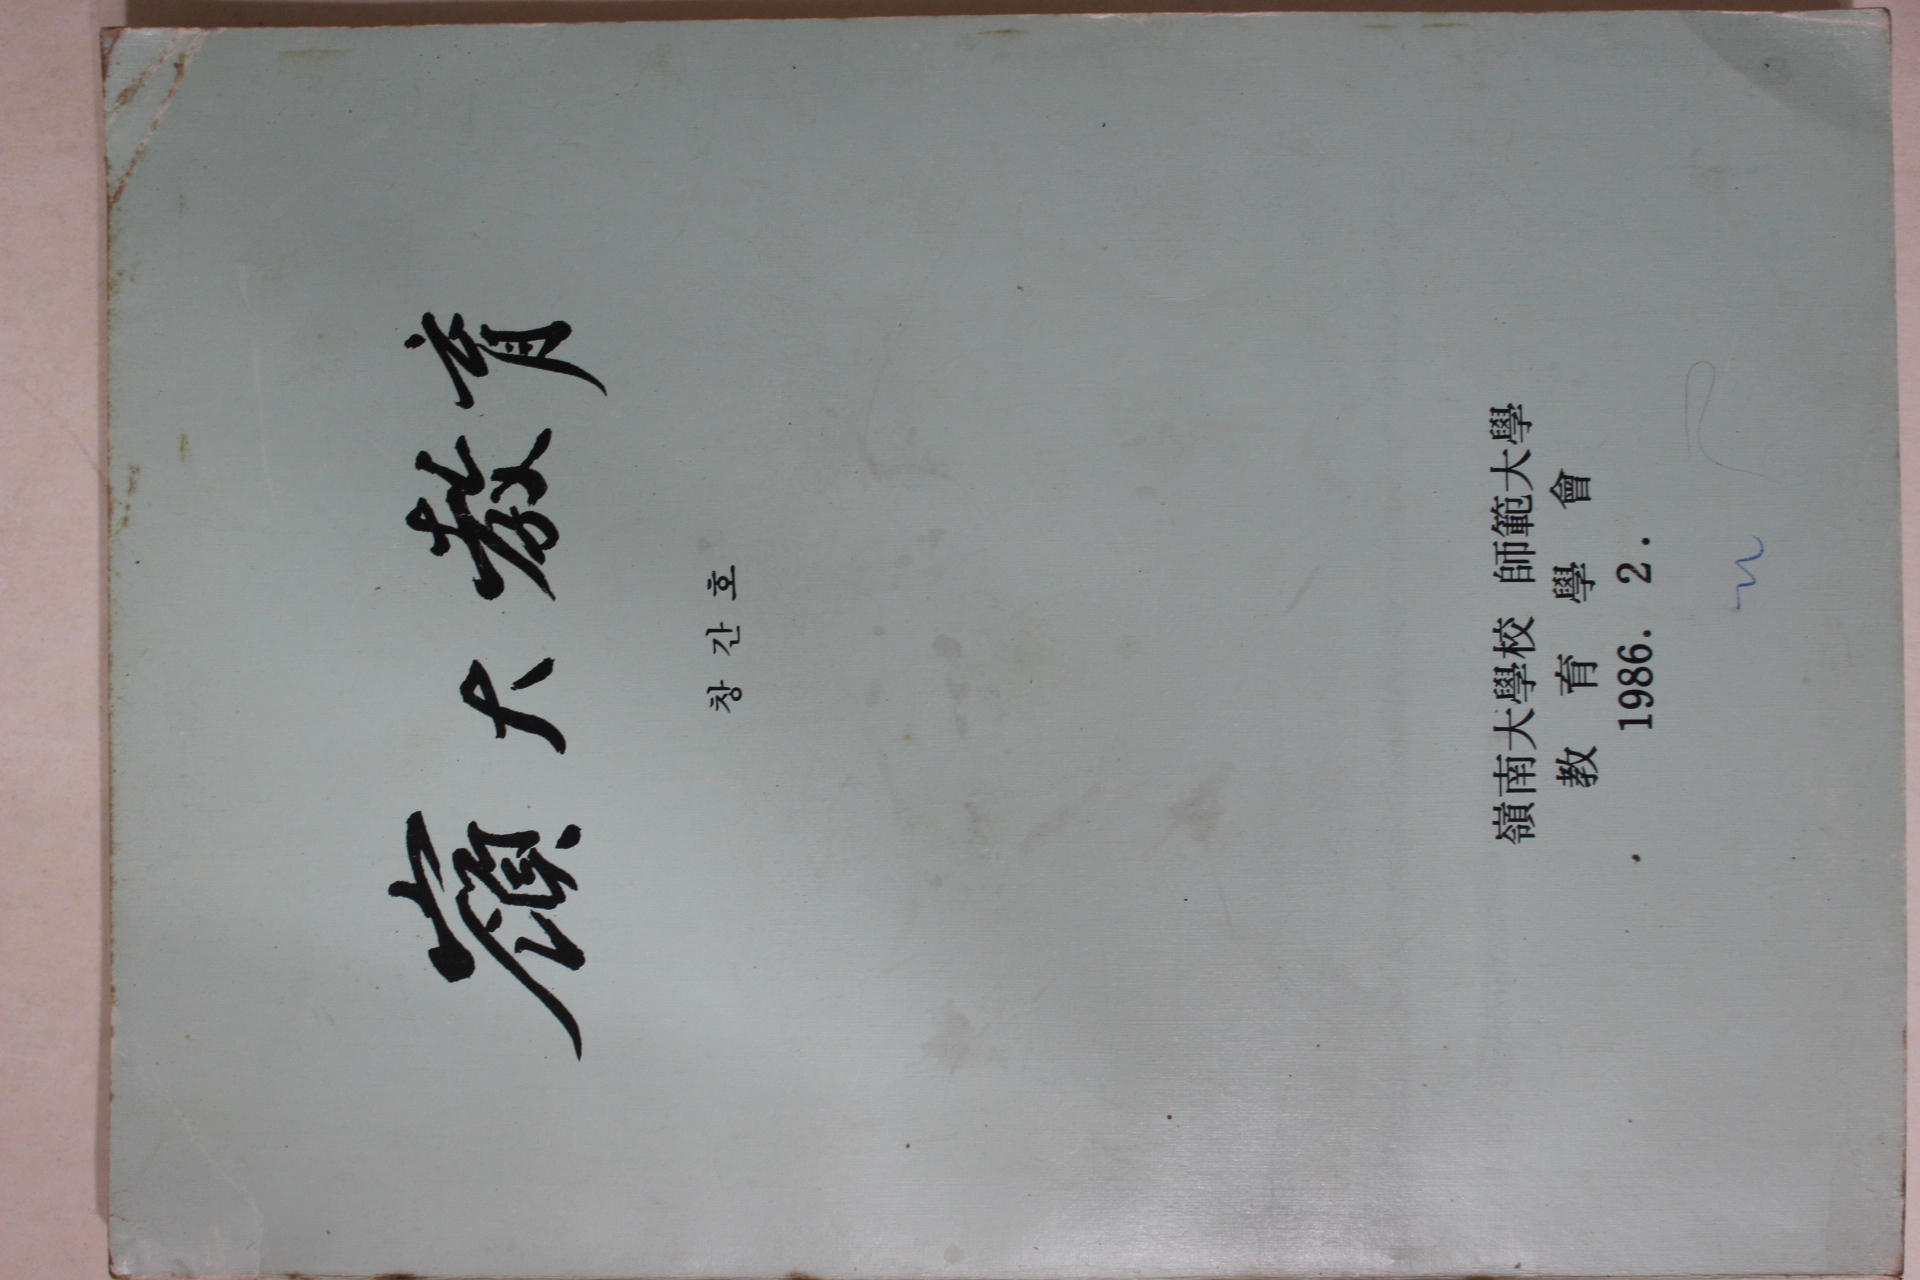 嶺大教育
창간호
嶺南大學校 師範大學
教育學會
1986. 2.